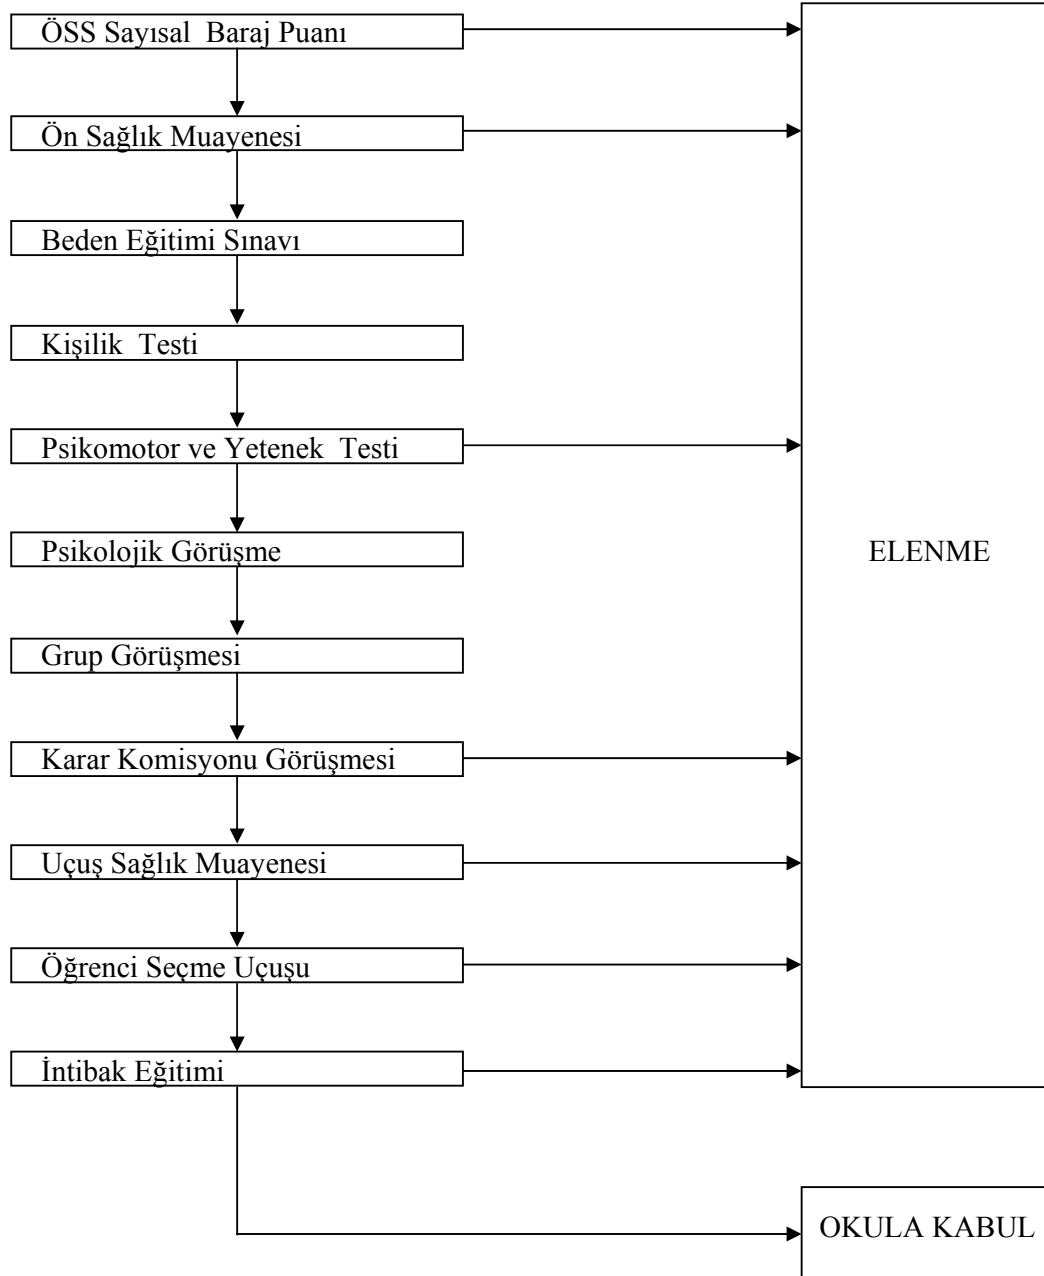 ÖSS Sayısal  Baraj Puanı
Ön Sağlık Muayenesi
Beden Eğitimi Sınavı
Kişilik  Testi
Psikomotor ve Yetenek  Testi
Psikolojik Görüşme
ELENME
Grup Görüşmesi
Karar Komisyonu Görüşmesi
Uçuş Sağlık Muayenesi
Öğrenci Seçme Uçuşu
İntibak Eğitimi
OKULA KABUL